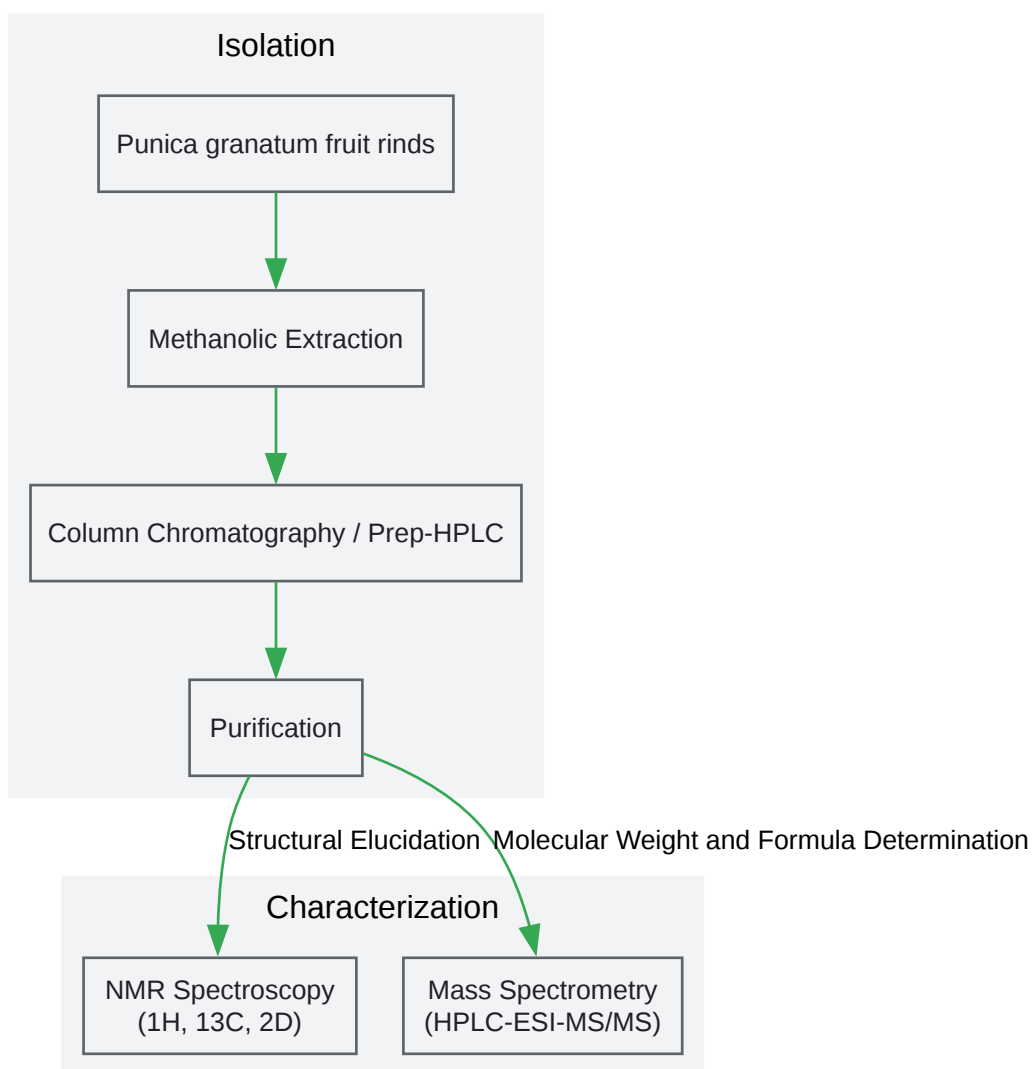 Isolation
Punica granatum fruit rinds
Methanolic Extraction
Column Chromatography / Prep-HPLC
Purification
Structural Elucidation
Molecular Weight and Formula Determination
Characterization
NMR Spectroscopy
(1H, 13C, 2D)
Mass Spectrometry
(HPLC-ESI-MS/MS)